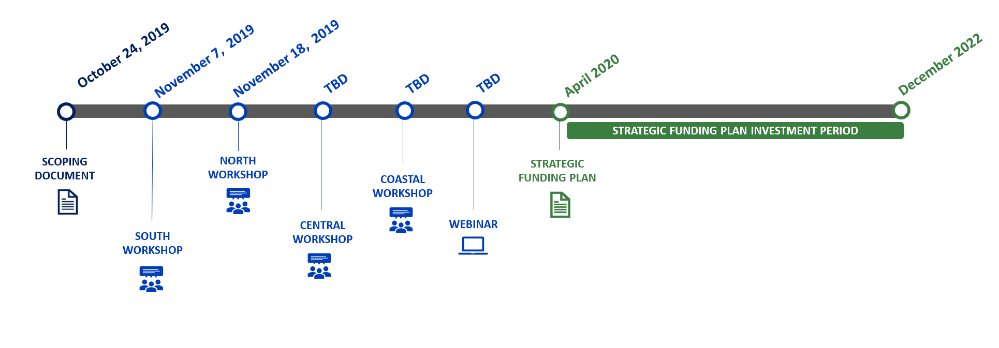 October 24, 2019
November 7, 2019
November 18, 2019
TBD
TBD
TBD
April 2020
December 2022
STRATEGIC FUNDING PLAN INVESTMENT PERIOD
SCOPING
DOCUMENT
SOUTH
WORKSHOP
NORTH
WORKSHOP
CENTRAL
WORKSHOP
COASTAL
WORKSHOP
WEBINAR
STRATEGIC
FUNDING PLAN